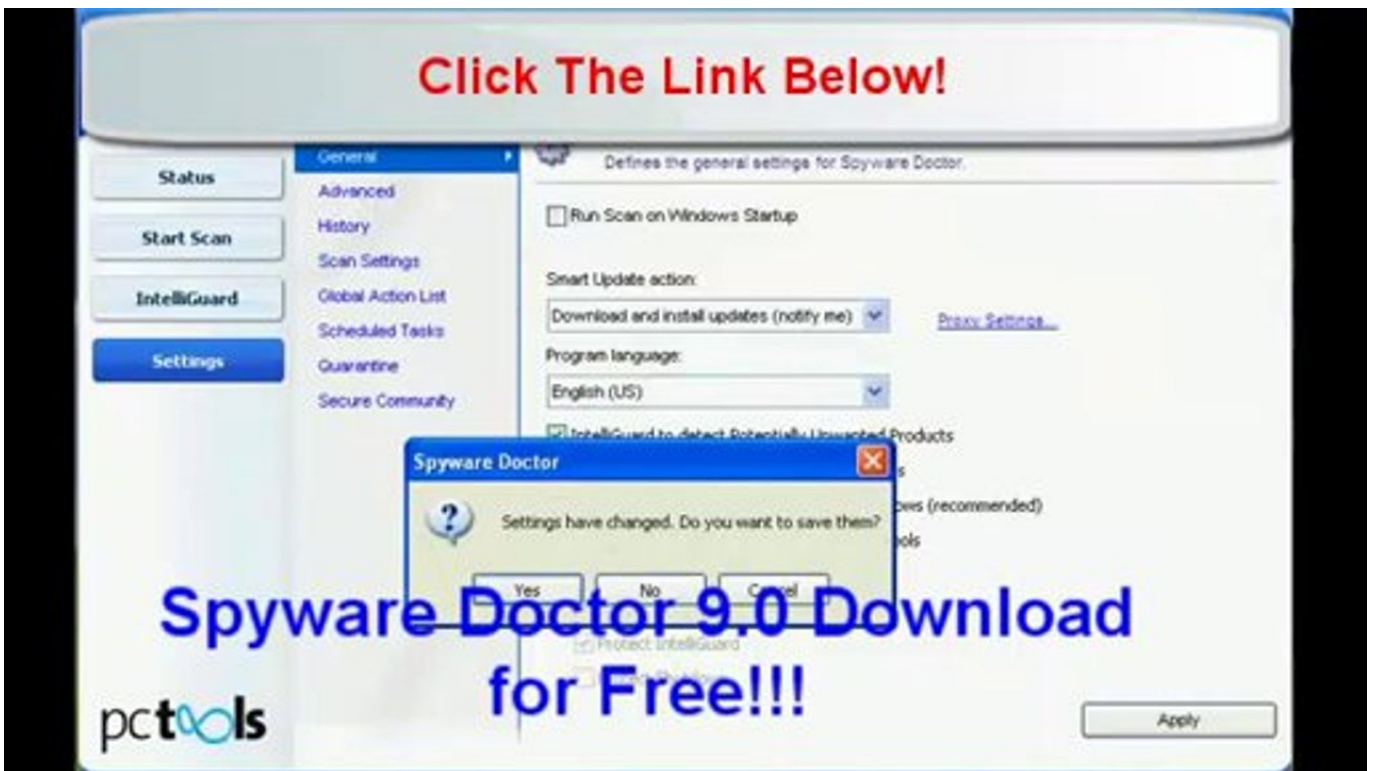 Click The Link Below!
General
Defines the general settings for Spyware Doctor.
Status
Advanced
Run Scan on Windows Startup
History
Start Scan
Scan Settings
Smart Update action:
IntelliGuard
Global Action List
Download and install updates (notify me)
Proxy Settings...
Scheduled Tasks
Settings
Quarantine
Program language:
English (US)
Secure Community
IntelliGuard to detect Potentially Unwanted Products
Spyware Doctor
s
ows (recommended)
Settings have changed. Do you want to save them?
ols
Yes
No
Cancel
Spyware Doctor 9.0 Download
for Free!!!
Protect IntelliGuard
pctools
Apply